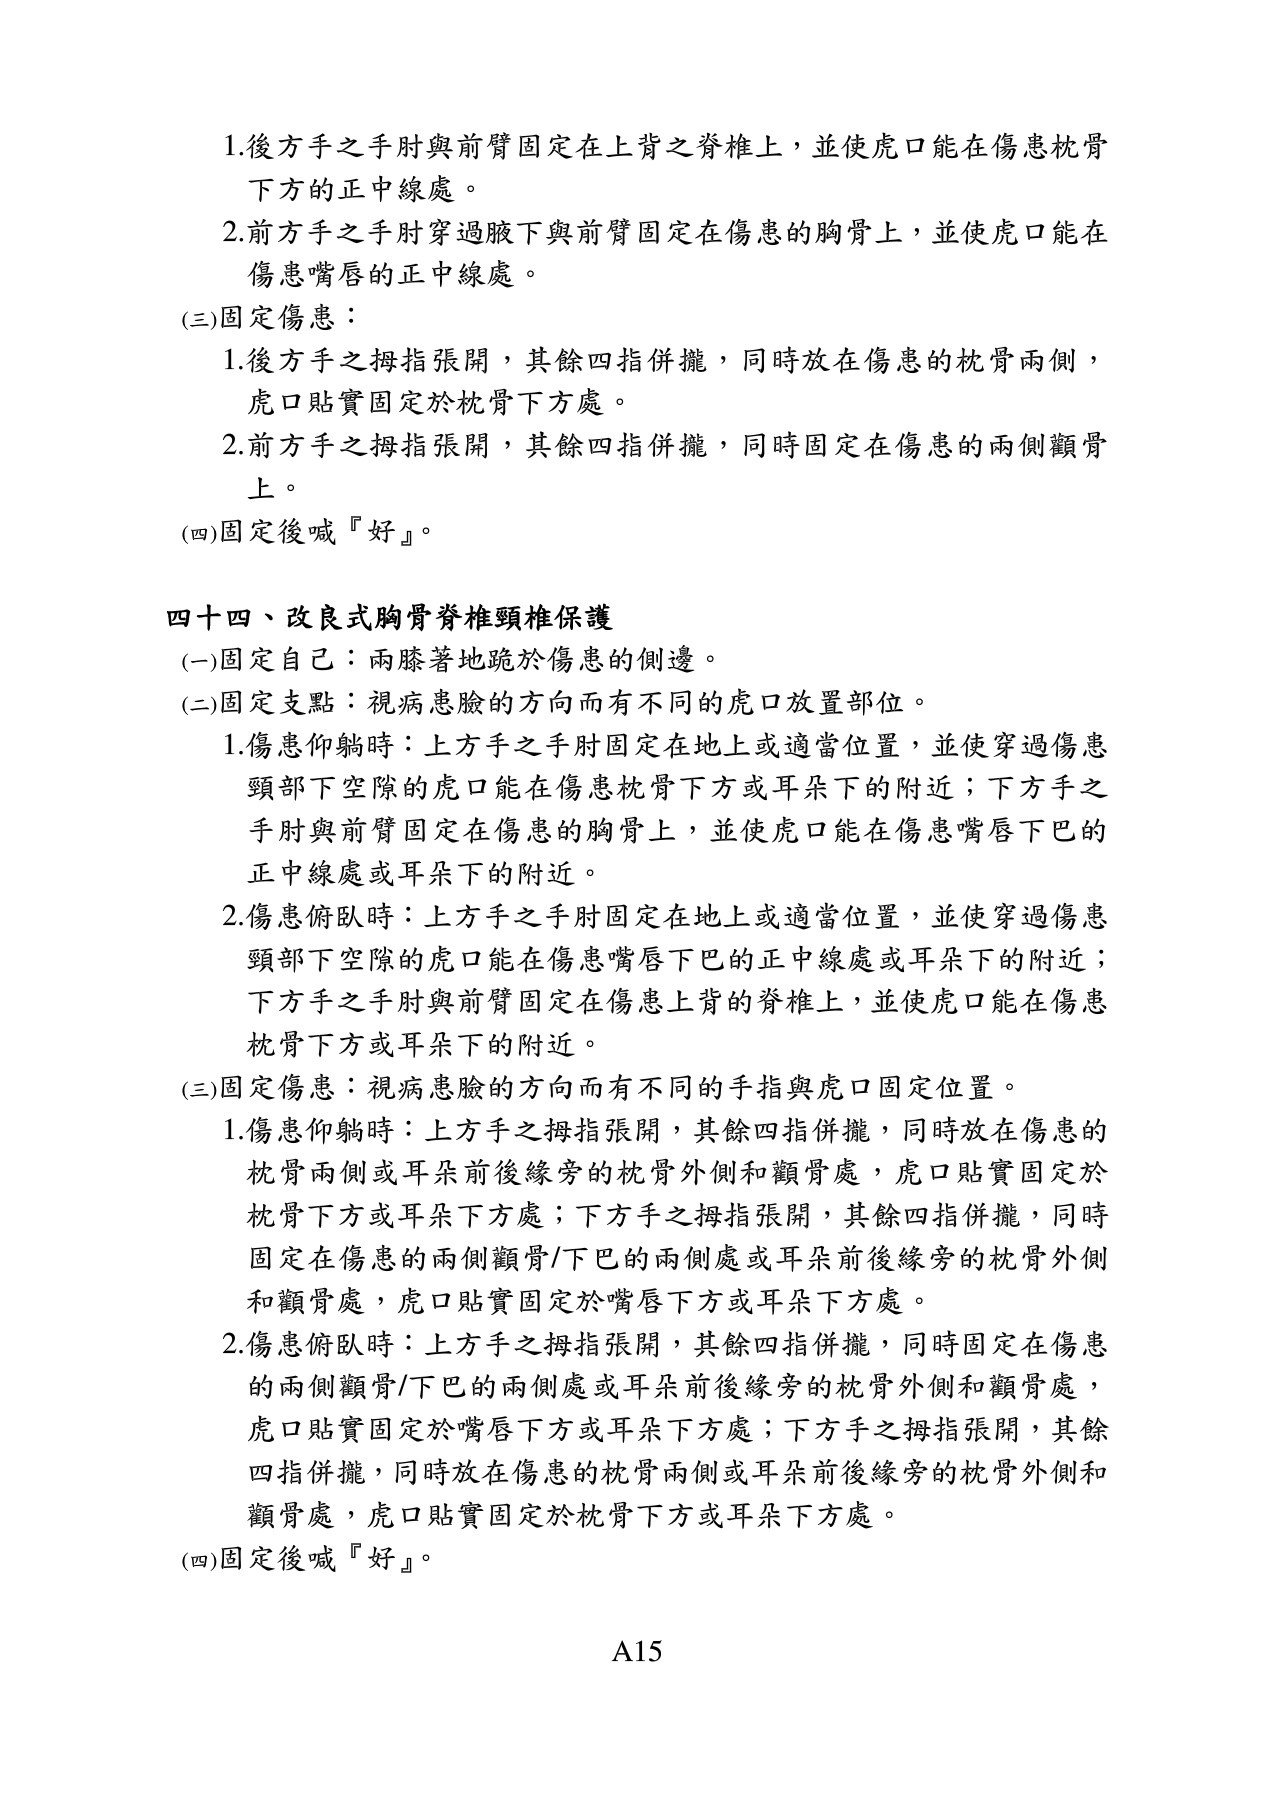 1.後方手之手肘與前臂固定在上背之脊椎上，並使虎口能在傷患枕骨
下方的正中線處。
2.前方手之手肘穿過腋下與前臂固定在傷患的胸骨上，並使虎口能在
傷患嘴唇的正中線處。
(三)固定傷患：
1.後方手之拇指張開，其餘四指併攏，同時放在傷患的枕骨兩側，
虎口貼實固定於枕骨下方處。
2.前方手之拇指張開，其餘四指併攏，同時固定在傷患的兩側顴骨
上。
(四)固定後喊『好』。
四十四、改良式胸骨脊椎頸椎保護
(一)固定自己：兩膝著地跪於傷患的側邊。
(二)固定支點：視病患臉的方向而有不同的虎口放置部位。
1.傷患仰躺時：上方手之手肘固定在地上或適當位置，並使穿過傷患
頸部下空隙的虎口能在傷患枕骨下方或耳朵下的附近；下方手之
手肘與前臂固定在傷患的胸骨上，並使虎口能在傷患嘴唇下巴的
正中線處或耳朵下的附近。
2.傷患俯臥時：上方手之手肘固定在地上或適當位置，並使穿過傷患
頸部下空隙的虎口能在傷患嘴唇下巴的正中線處或耳朵下的附近；
下方手之手肘與前臂固定在傷患上背的脊椎上，並使虎口能在傷患
枕骨下方或耳朵下的附近。
(三)固定傷患：視病患臉的方向而有不同的手指與虎口固定位置。
1.傷患仰躺時：上方手之拇指張開，其餘四指併攏，同時放在傷患的
枕骨兩側或耳朵前後緣旁的枕骨外側和顴骨處，虎口貼實固定於
枕骨下方或耳朵下方處；下方手之拇指張開，其餘四指併攏，同時
固定在傷患的兩側顴骨/下巴的兩側處或耳朵前後緣旁的枕骨外側
和顴骨處，虎口貼實固定於嘴唇下方或耳朵下方處。
2.傷患俯臥時：上方手之拇指張開，其餘四指併攏，同時固定在傷患
的兩側顴骨/下巴的兩側處或耳朵前後緣旁的枕骨外側和顴骨處，
虎口貼實固定於嘴唇下方或耳朵下方處；下方手之拇指張開，其餘
四指併攏，同時放在傷患的枕骨兩側或耳朵前後緣旁的枕骨外側和
顴骨處，虎口貼實固定於枕骨下方或耳朵下方處。
(四)固定後喊『好』。
A15